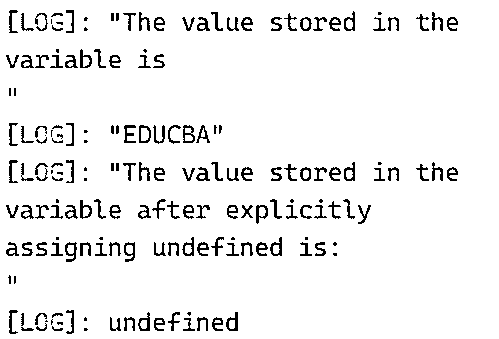 [LOG]: "The value stored in the
variable is
"
[LOG]: "EDUCBA"
[LOG]: "The value stored in the
variable after explicitly
assigning undefined is:
"
[LOG]: undefined